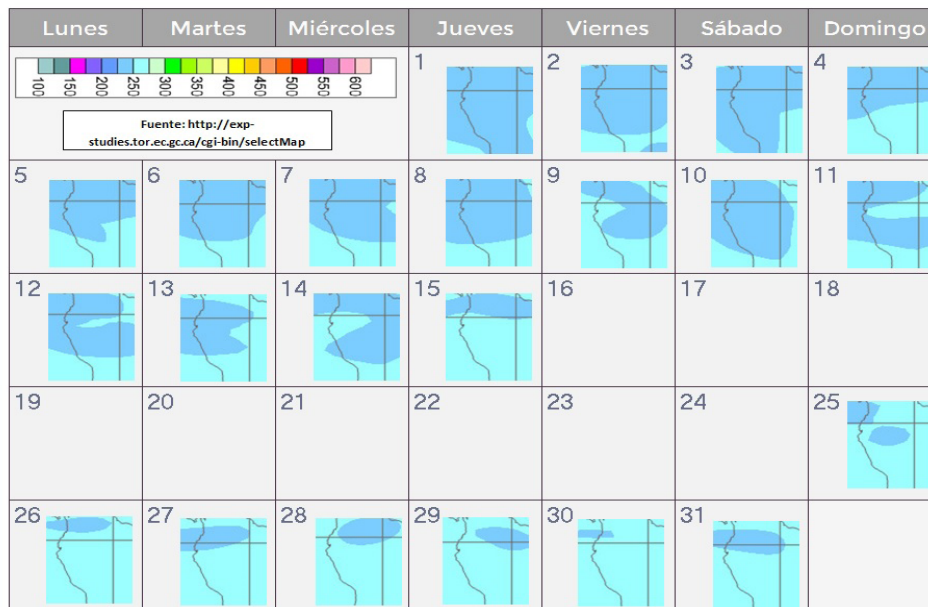 Lunes Martes Miércoles Jueves Viernes Sábado Domingo
1 2 3 4
100 150 200 250 300 350 400 450 500 550 600
Fuente: http://exp-
studies.tor.ec.gc.ca/cgi-bin/selectMap
5 6 7 8 9 10 11
12 13 14 15 16 17 18
19 20 21 22 23 24 25
26 27 28 29 30 31